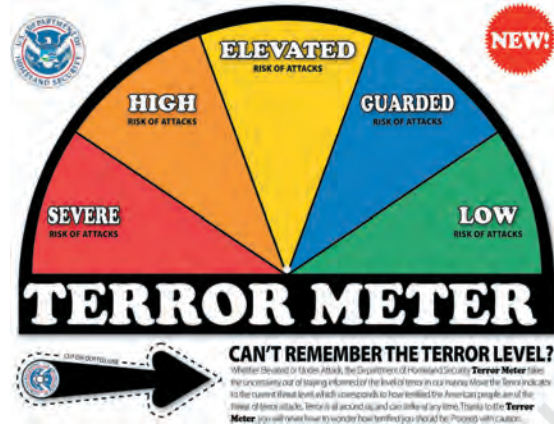 U.S. DEPARTMENT OF
HOMELAND SECURITY
NEW!
ELEVATED
RISK OF ATTACKS
HIGH
RISK OF ATTACKS
GUARDED
RISK OF ATTACKS
SEVERE
RISK OF ATTACKS
LOW
RISK OF ATTACKS
TERROR METER
CAN'T REMEMBER THE TERROR LEVEL?
Whether Elevated or Under Attack, the Department of Homeland Security Terror Meter takes
the uncertainty out of staying informed of the level of terror in our Move the Terror Indicator
to the current threat level, which corresponds to how terrified the American people are of the
threat of terror attack. Terror is all around us, and can strike at any time. Thanks to the Terror
Meter, you will never have to wonder how terrified you should be. Proceed with caution.